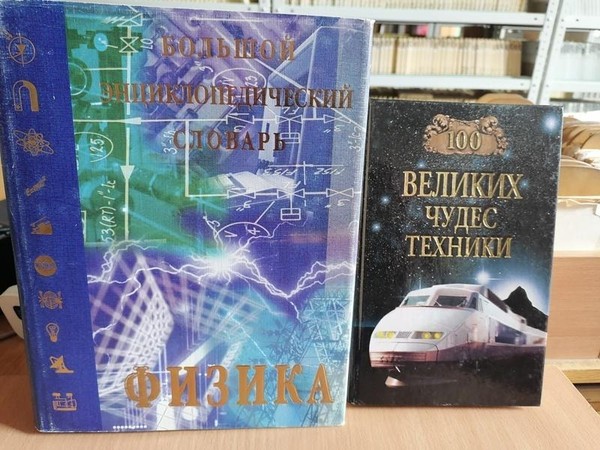 БОЛЬШОЙ
ЭНЦИКЛОПЕДИЧЕСКИЙ
СЛОВАРЬ
ФИЗИКА
100
ВЕЛИКИХ
ЧУДЕС
ТЕХНИКИ